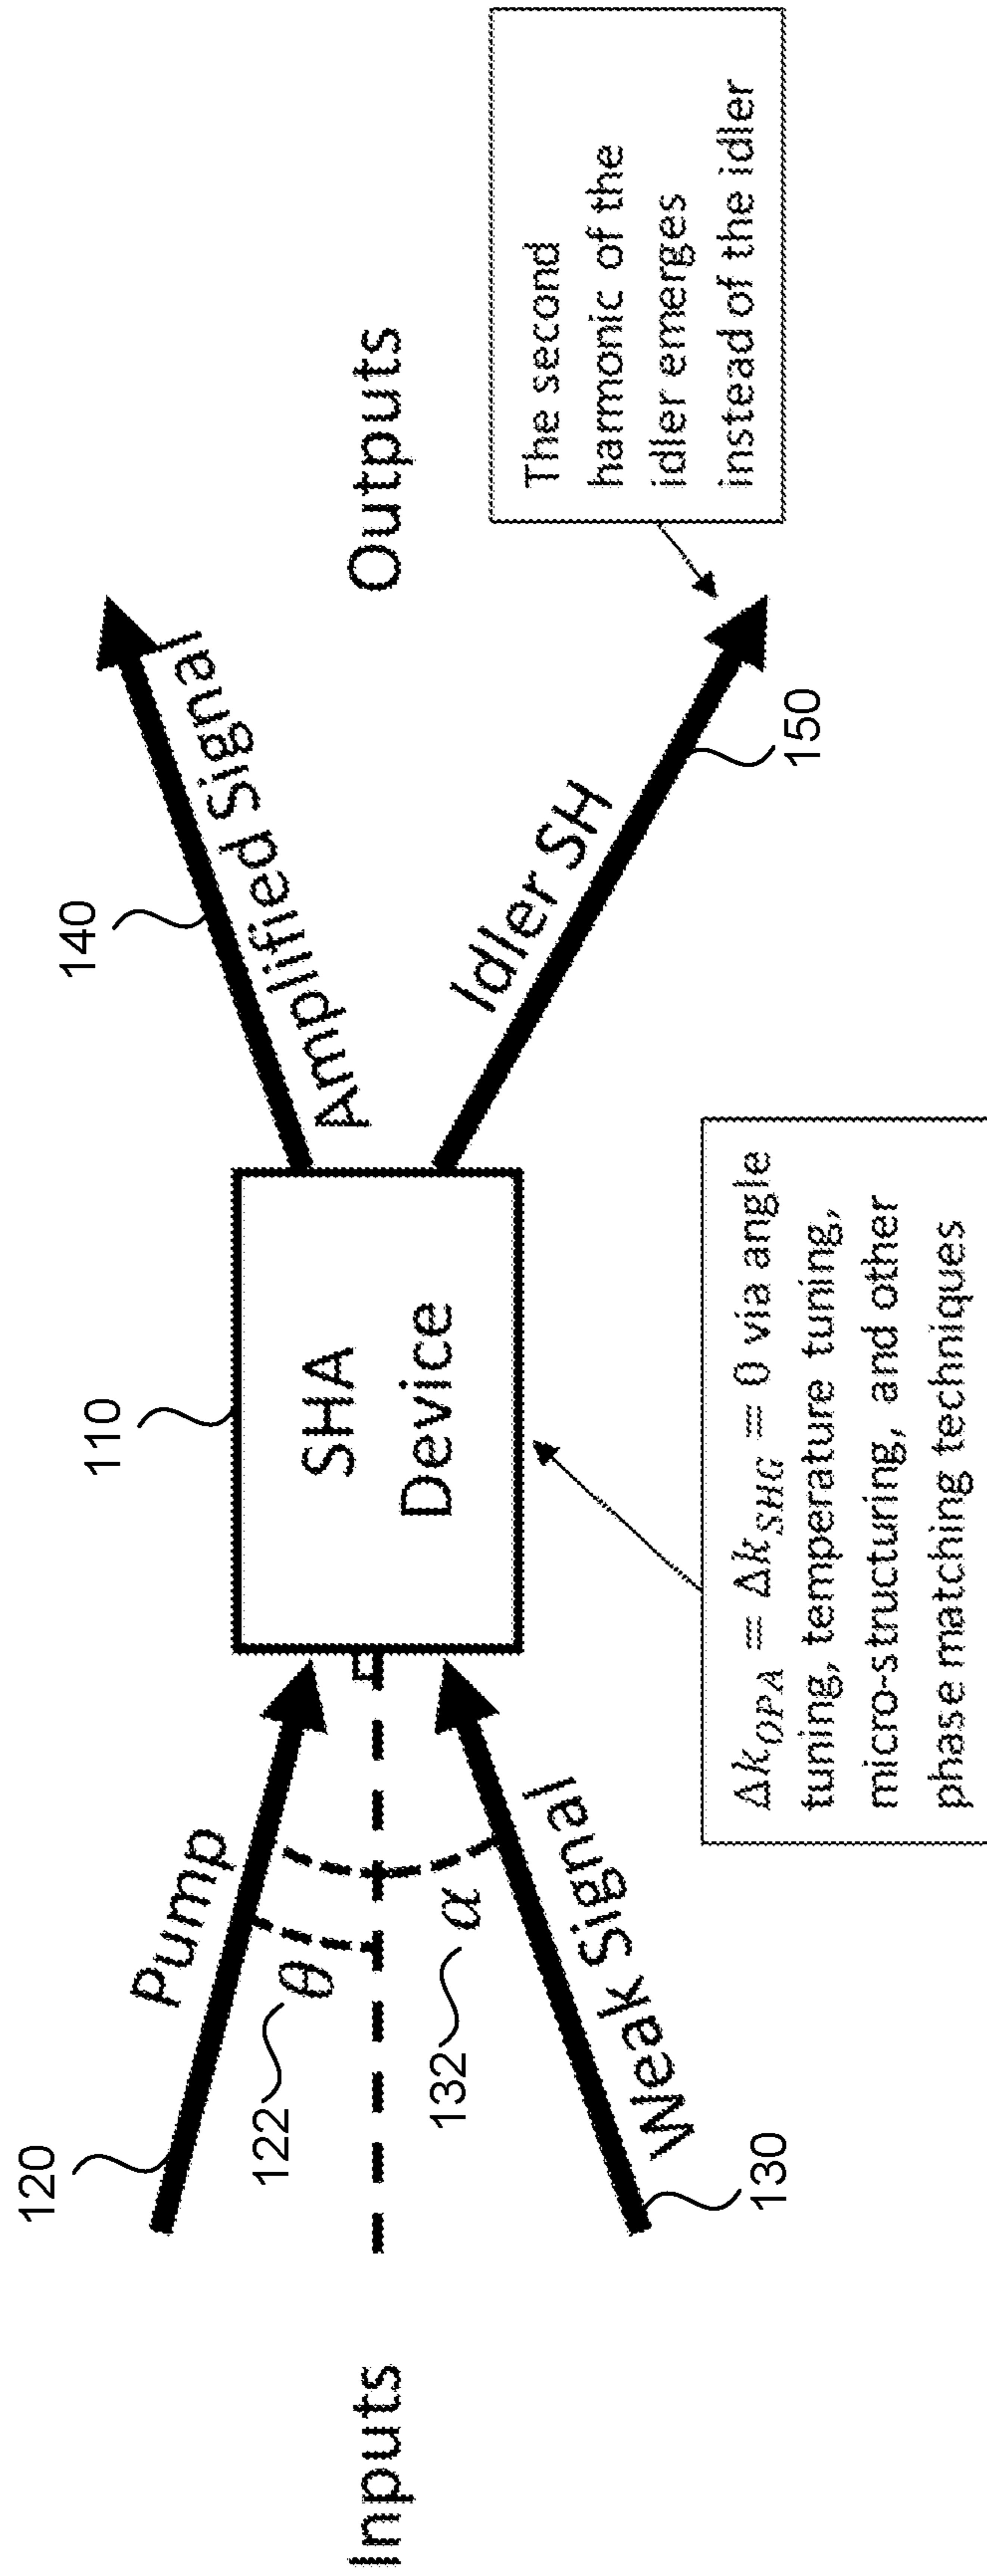 Inputs
120
Pump
122
θ
132
α
Weak Signal
130
110
SHA
Device
Δk_OPA = Δk_SHG = 0 via angle
tuning, temperature tuning,
micro-structuring, and other
phase matching techniques
140
Amplified Signal
Idler SH
150
Outputs
The second
harmonic of the
idler emerges
instead of the idler